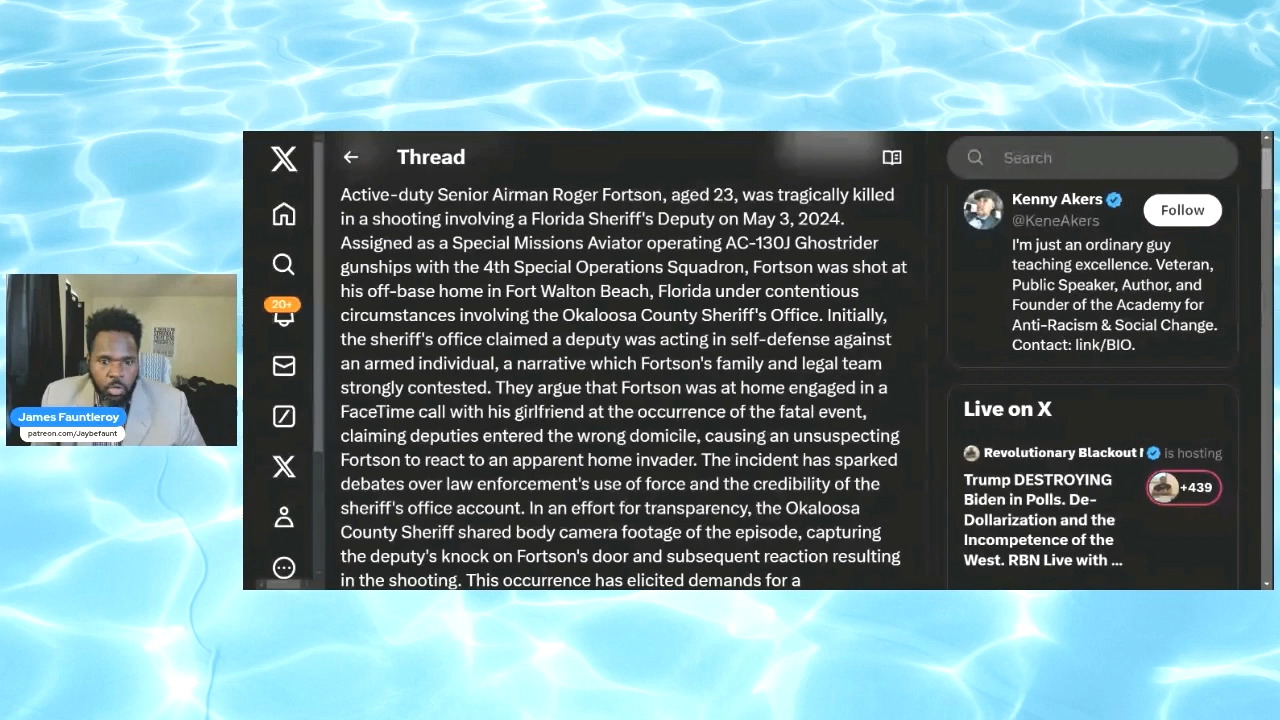 Thread
Active-duty Senior Airman Roger Fortson, aged 23, was tragically killed
in a shooting involving a Florida Sheriff's Deputy on May 3, 2024.
Assigned as a Special Missions Aviator operating AC-130J Ghostrider
gunships with the 4th Special Operations Squadron, Fortson was shot at
his off-base home in Fort Walton Beach, Florida under contentious
circumstances involving the Okaloosa County Sheriff's Office. Initially,
the sheriff's office claimed a deputy was acting in self-defense against
an armed individual, a narrative which Fortson's family and legal team
strongly contested. They argue that Fortson was at home engaged in a
FaceTime call with his girlfriend at the occurrence of the fatal event,
claiming deputies entered the wrong domicile, causing an unsuspecting
Fortson to react to an apparent home invader. The incident has sparked
debates over law enforcement's use of force and the credibility of the
sheriff's office account. In an effort for transparency, the Okaloosa
County Sheriff shared body camera footage of the episode, capturing
the deputy's knock on Fortson's door and subsequent reaction resulting
in the shooting. This occurrence has elicited demands for a
20+
Search
Kenny Akers
@KeneAkers
Follow
I'm just an ordinary guy
teaching excellence. Veteran,
Public Speaker, Author, and
Founder of the Academy for
Anti-Racism & Social Change.
Contact: link/BIO.
Live on X
Revolutionary Blackout is hosting
Trump DESTROYING
Biden in Polls. De-
Dollarization and the
Incompetence of the
West. RBN Live with ...
+439
James Fauntleroy
patreon.com/Jaybefaunt